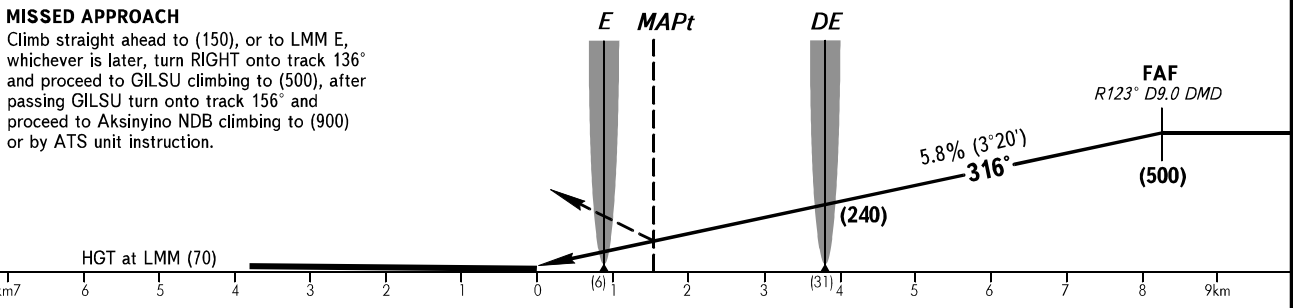 MISSED APPROACH
Climb straight ahead to (150), or to LMM E,
whichever is later, turn RIGHT onto track 136°
and proceed to GILSU climbing to (500), after
passing GILSU turn onto track 156° and
proceed to Aksinyino NDB climbing to (900)
or by ATS unit instruction.
E
MAPt
DE
FAF
R123° D9.0 DMD
5.8% (3°20')
316°
(500)
(240)
HGT at LMM (70)
(6)
(31)
km7 6 5 4 3 2 1 0 1 2 3 4 5 6 7 8 9km